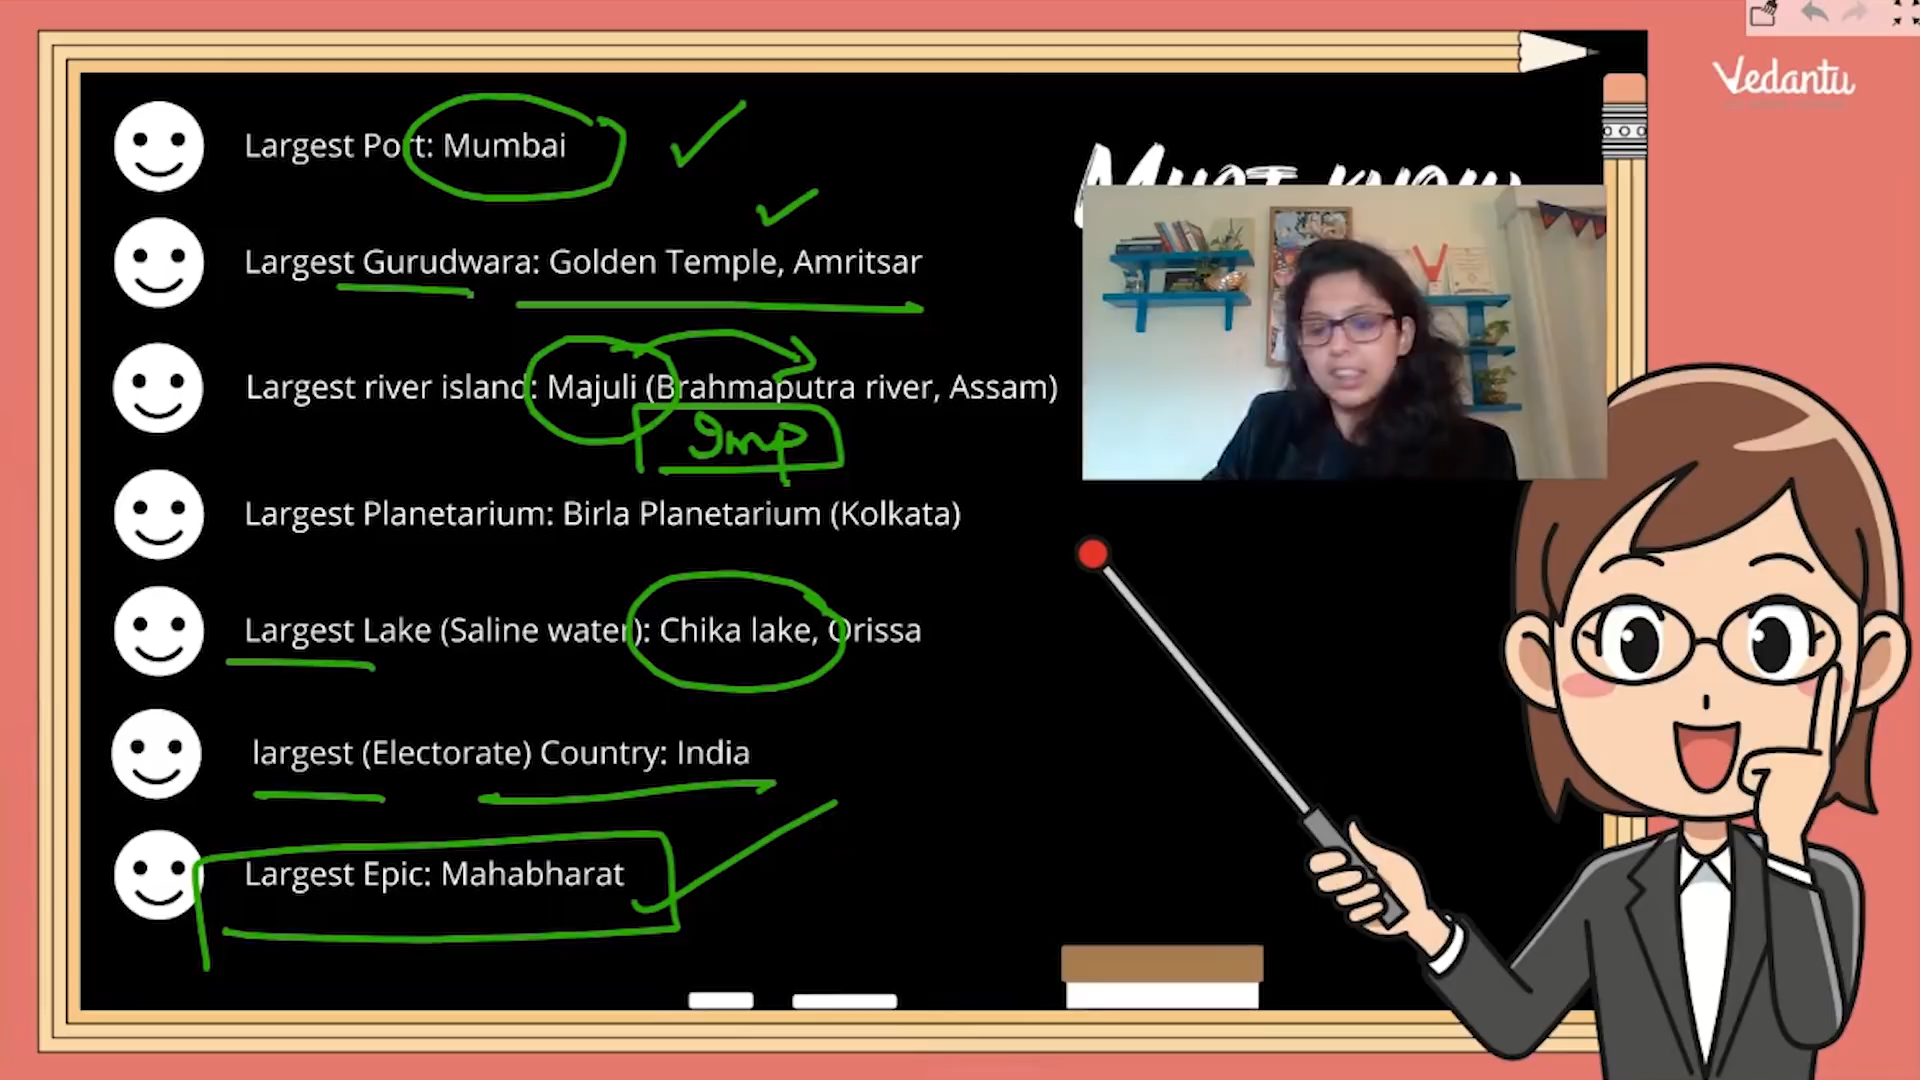 Vedantu
Largest Port: Mumbai
Largest Gurudwara: Golden Temple, Amritsar
Largest river island: Majuli (Brahmaputra river, Assam)
Imp
Largest Planetarium: Birla Planetarium (Kolkata)
Largest Lake (Saline water): Chika lake, Orissa
largest (Electorate) Country: India
Largest Epic: Mahabharat